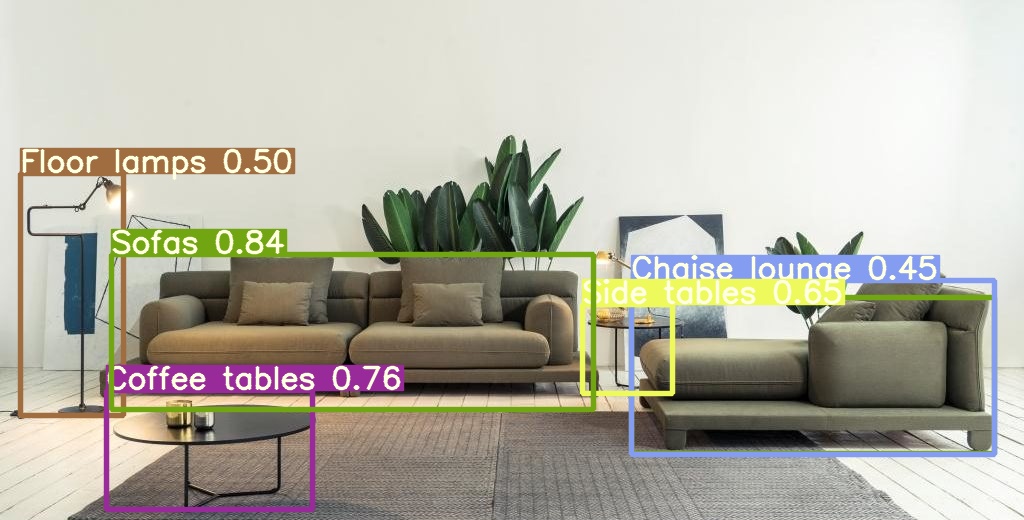 Floor lamps 0.50
Sofas 0.84
Chaise lounge 0.45
Side tables 0.65
Coffee tables 0.76